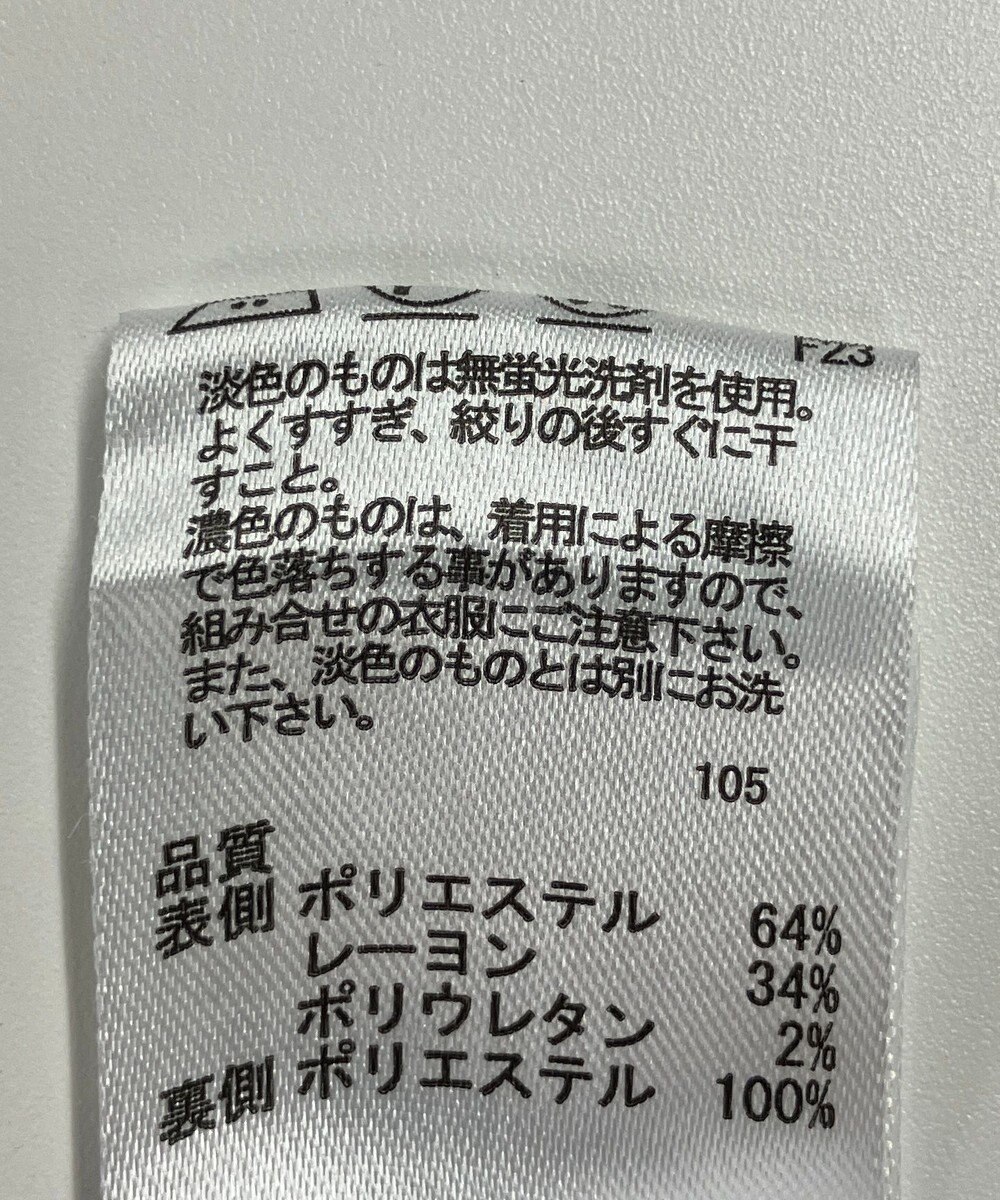 F23
淡色のものは無蛍光洗剤を使用。
よくすすぎ、絞りの後すぐに干
すこと。
濃色のものは、着用による摩擦
で色落ちする事がありますので、
組み合せの衣服にご注意下さい。
また、淡色のものとは別にお洗
い下さい。
105
品質
表側 ポリエステル 64%
レーヨン 34%
ポリウレタン 2%
裏側 ポリエステル 100%